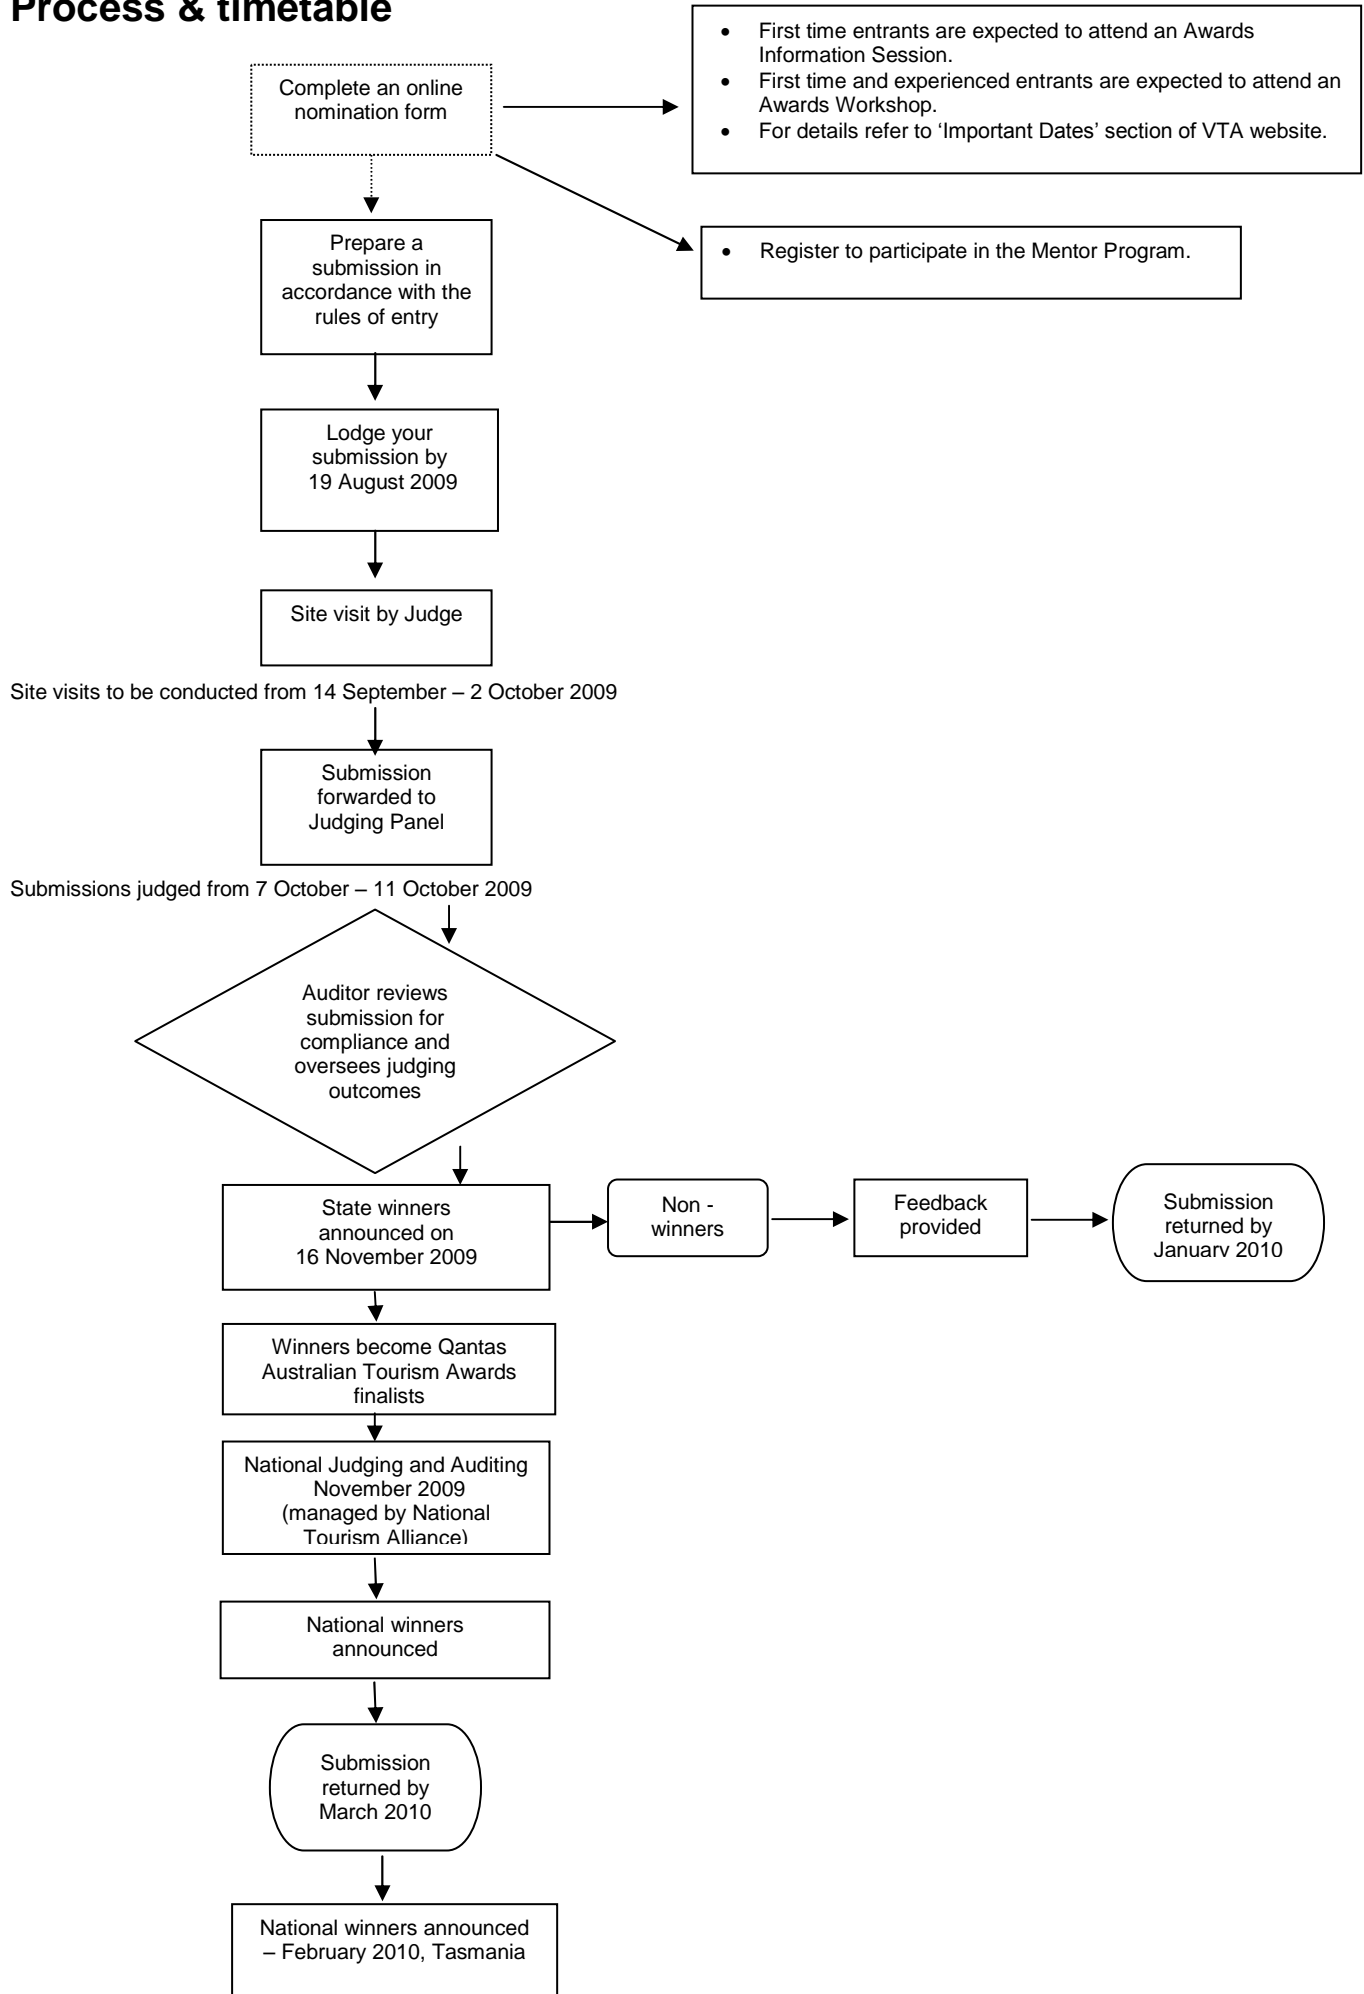 Process & timetable
• First time entrants are expected to attend an Awards
Information Session.
• First time and experienced entrants are expected to attend an
Awards Workshop.
• For details refer to ‘Important Dates’ section of VTA website.
Complete an online
nomination form
Prepare a
submission in
accordance with the
rules of entry
• Register to participate in the Mentor Program.
Lodge your
submission by
19 August 2009
Site visit by Judge
Site visits to be conducted from 14 September – 2 October 2009
Submission
forwarded to
Judging Panel
Submissions judged from 7 October – 11 October 2009
Auditor reviews
submission for
compliance and
oversees judging
outcomes
State winners
announced on
16 November 2009
Non -
winners
Feedback
provided
Submission
returned by
January 2010
Winners become Qantas
Australian Tourism Awards
finalists
National Judging and Auditing
November 2009
(managed by National
Tourism Alliance)
National winners
announced
Submission
returned by
March 2010
National winners announced
– February 2010, Tasmania